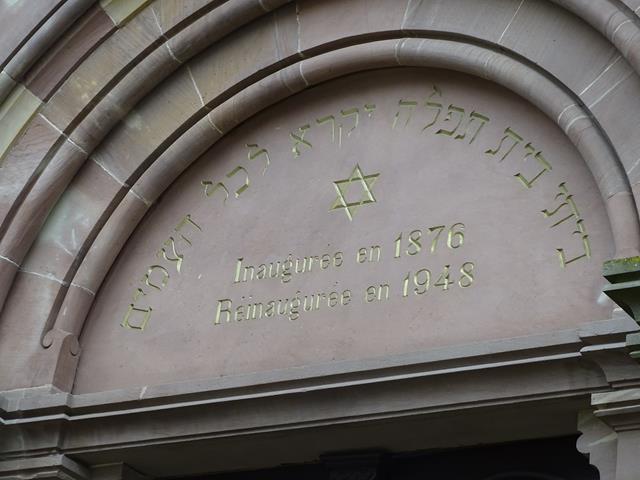 ביתי בית תפלה יקרא לכל העמים
Inaugurée en 1876
Réinaugurée en 1948